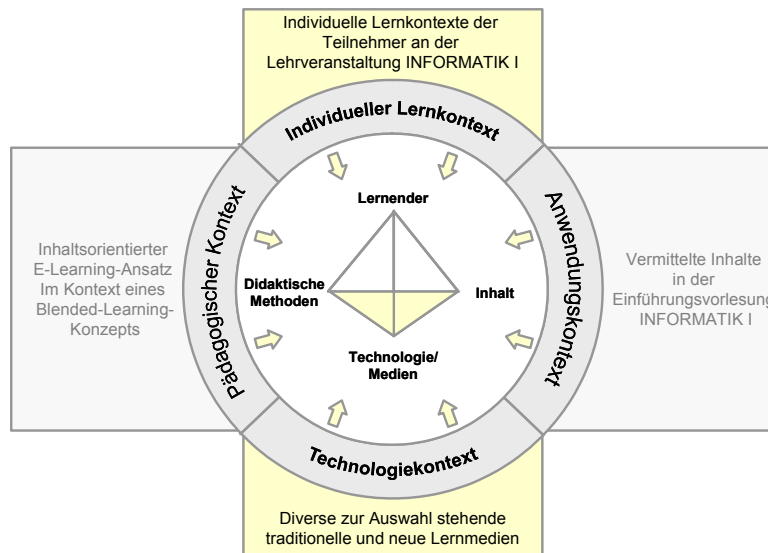 Individuelle Lernkontexte der
Teilnehmer an der
Lehrveranstaltung INFORMATIK I
Individueller Lernkontext
Pädagogischer Kontext
Anwendungskontext
Lernender
Inhaltsorientierter
E-Learning-Ansatz
Im Kontext eines
Blended-Learning-
Konzepts
Didaktische
Methoden
Inhalt
Vermittelte Inhalte
in der
Einführungsvorlesung
INFORMATIK I
Technologie/
Medien
Technologiekontext
Diverse zur Auswahl stehende
traditionelle und neue Lernmedien